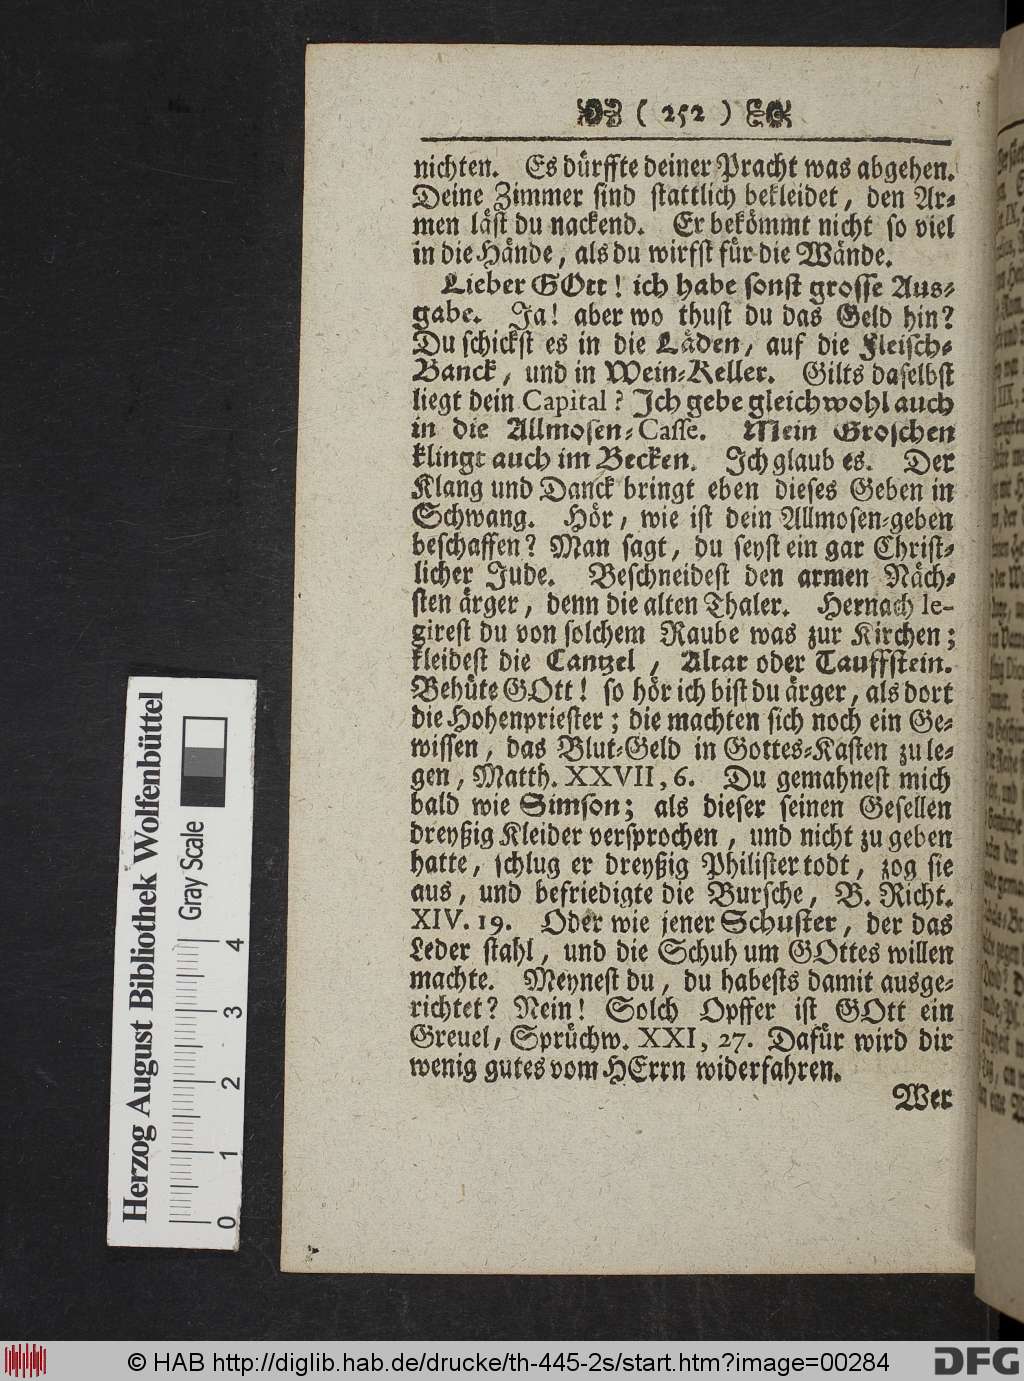 ( 252 )
nichten. Es dürffte deiner Pracht was abgehen.
Deine Zimmer sind stattlich bekleidet, den Ar-
men läst du nackend. Er bekömmt nicht so viel
in die Hände, als du wirfst für die Wände.
Lieber GOtt! ich habe sonst grosse Aus-
gabe. Ja! aber wo thust du das Geld hin?
Du schickst es in die Läden, auf die Fleisch-
Banck, und in Wein-Keller. Gilts daselbst
liegt dein Capital? Ich gebe gleichwohl auch
in die Allmosen-Casse. Mein Groschen
klingt auch im Becken. Ich glaub es. Der
Klang und Danck bringt eben dieses Geben in
Schwang. Hör, wie ist dein Allmosen-geben
beschaffen? Man sagt, du seyst ein gar Christ-
licher Jude. Beschneidest den armen Näch-
sten ärger, denn die alten Thaler. Hernach le-
girest du von solchem Raube was zur Kirchen;
kleidest die Cantzel, Altar oder Tauffstein.
Behüte GOtt! so hör ich bist du ärger, als dort
die Hohenpriester; die machten sich noch ein Ge-
wissen, das Blut-Geld in Gottes-Kasten zu le-
gen, Matth. XXVII, 6. Du gemahnest mich
bald wie Simson; als dieser seinen Gesellen
dreyßig Kleider versprochen, und nicht zu geben
hatte, schlug er dreyßig Philister todt, zog sie
aus, und befriedigte die Bursche, B. Richt.
XIV. 19. Oder wie jener Schuster, der das
Leder stahl, und die Schuh um GOttes willen
machte. Meynest du, du habests damit ausge-
richtet? Nein! Solch Opffer ist GOtt ein
Greuel, Sprüchw. XXI, 27. Dafür wird dir
wenig gutes vom HErrn widerfahren.
Wer
Herzog August Bibliothek Wolfenbüttel
Gray Scale
0 1 2 3 4
© HAB http://diglib.hab.de/drucke/th-445-2s/start.htm?image=00284
DFG